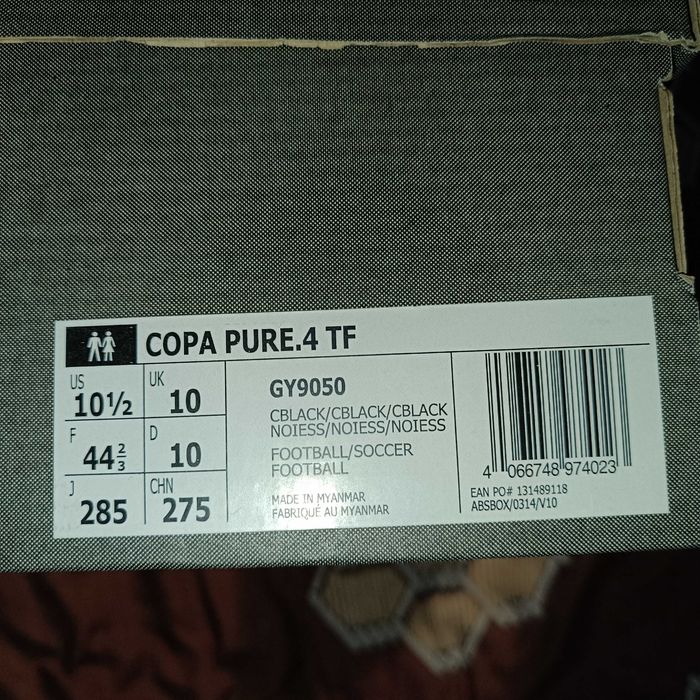 COPA PURE.4 TF
US 10½ UK 10
F 44⅔ D 10
J 285 CHN 275
GY9050
CBLACK/CBLACK/CBLACK
NOIESS/NOIESS/NOIESS
FOOTBALL/SOCCER
FOOTBALL
MADE IN MYANMAR
FABRIQUÉ AU MYANMAR
4 066748 974023
EAN PO# 131489118
ABSBOX/0314/V10